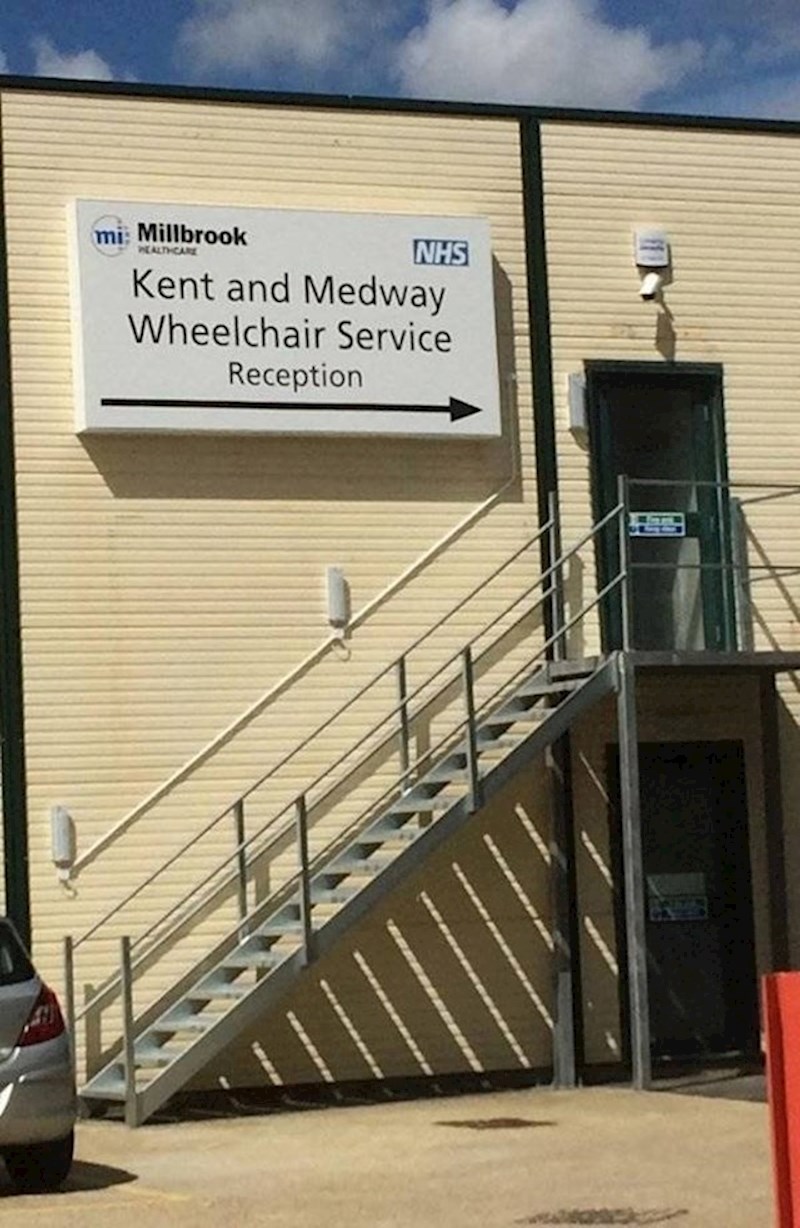 mi Millbrook
HEALTHCARE
NHS
Kent and Medway
Wheelchair Service
Reception